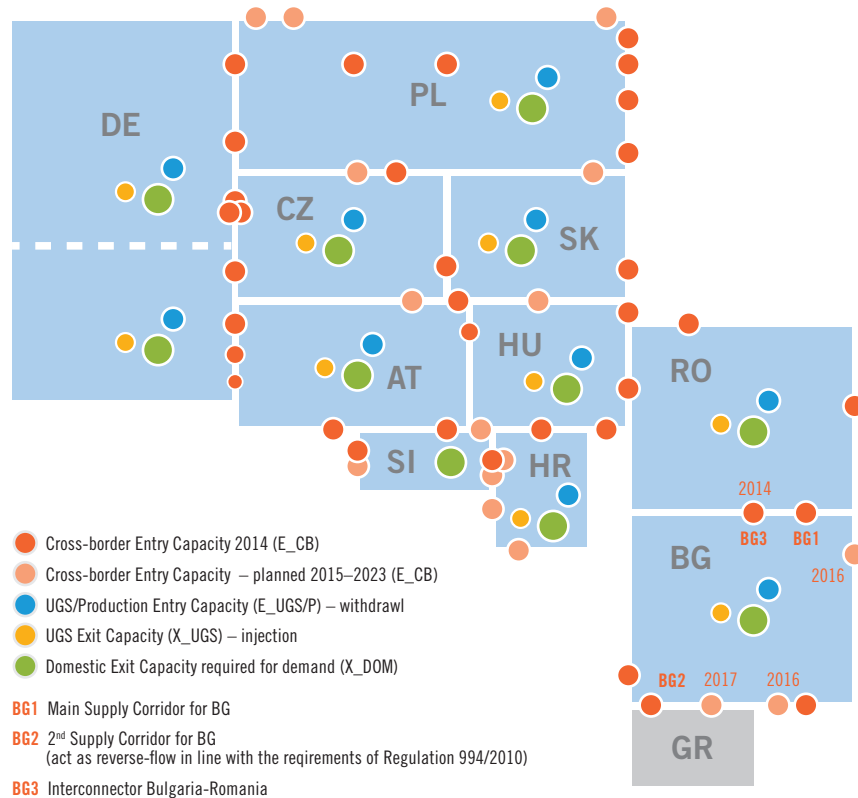 PL
DE
CZ
SK
HU
AT
RO
SI
HR
2014
BG3
BG1
BG
2016
BG2
2017
2016
GR
Cross-border Entry Capacity 2014 (E_CB)
Cross-border Entry Capacity – planned 2015–2023 (E_CB)
UGS/Production Entry Capacity (E_UGS/P) – withdrawl
UGS Exit Capacity (X_UGS) – injection
Domestic Exit Capacity required for demand (X_DOM)
BG1 Main Supply Corridor for BG
BG2 2nd Supply Corridor for BG
(act as reverse-flow in line with the reqirements of Regulation 994/2010)
BG3 Interconnector Bulgaria-Romania